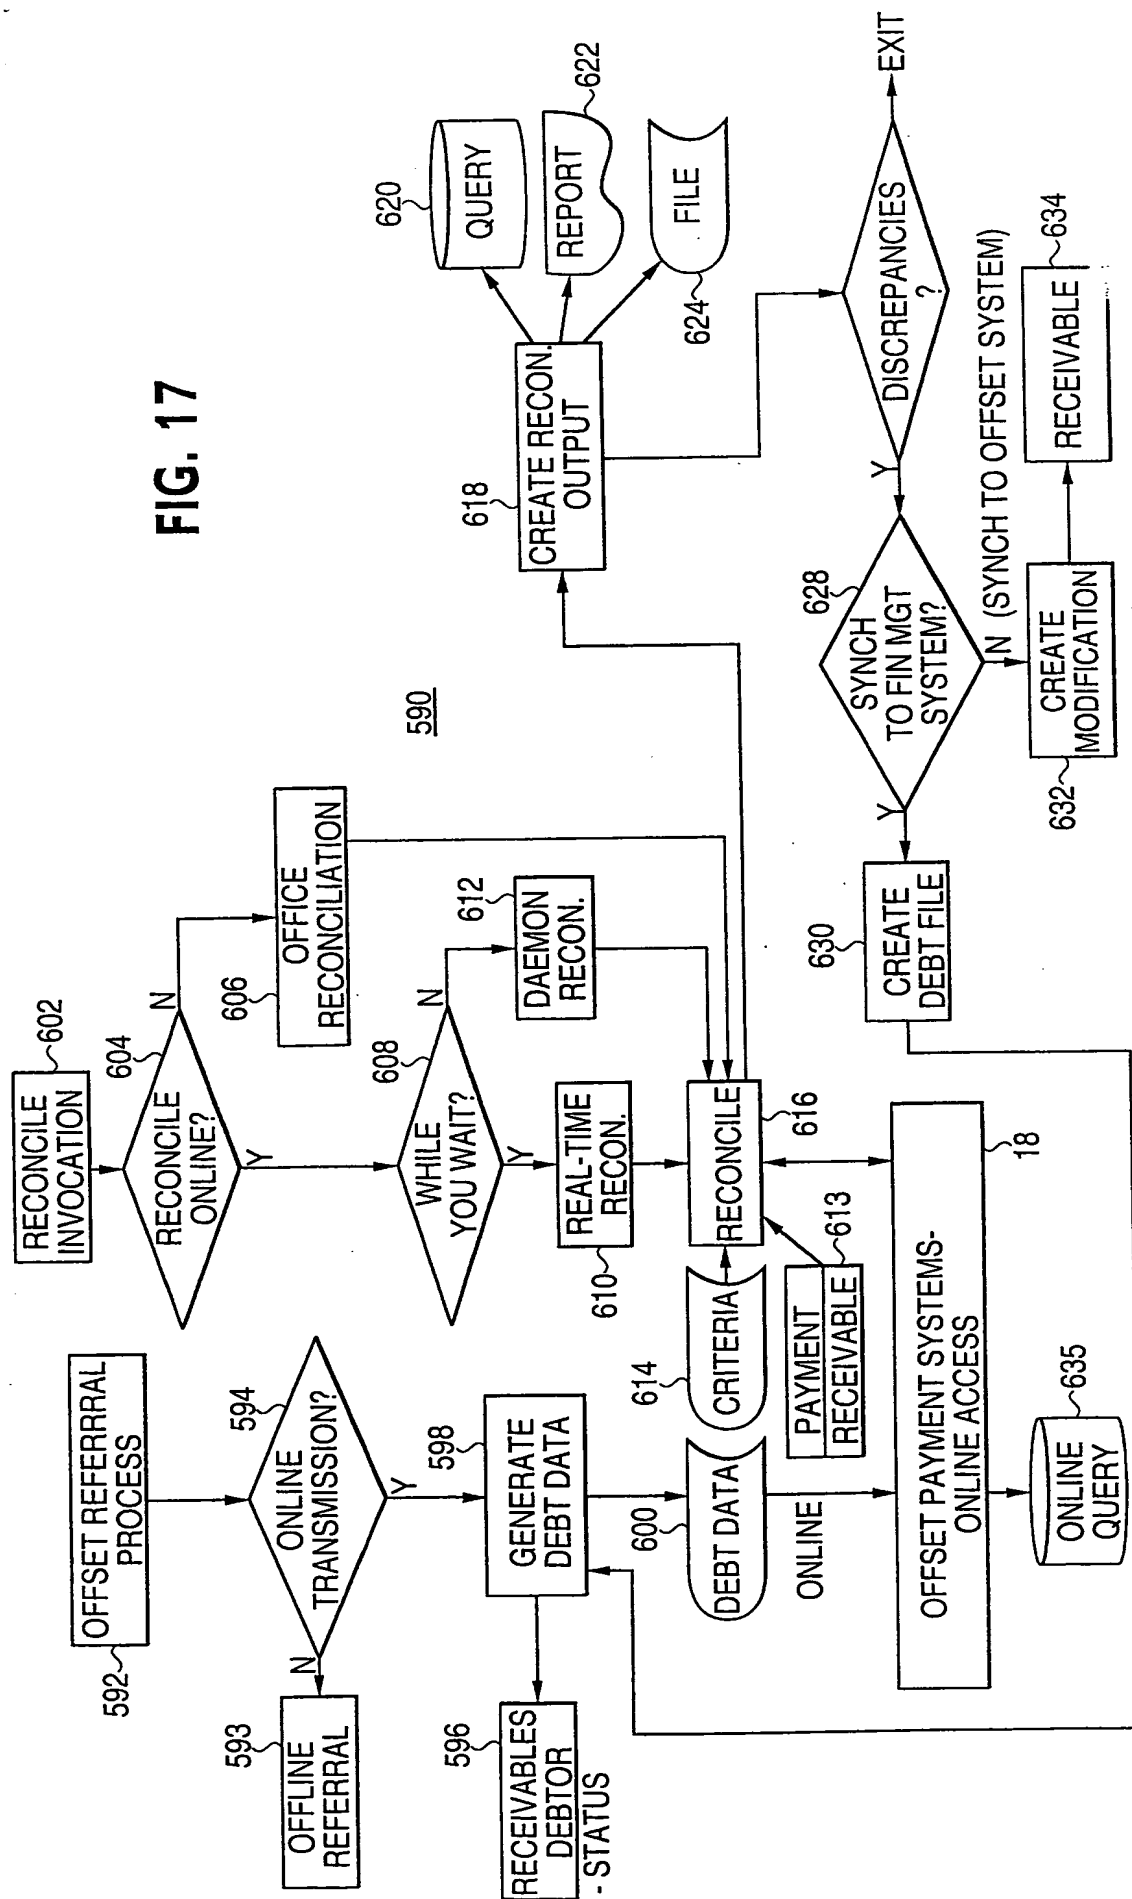 FIG. 17
590
OFFSET REFERRRAL
PROCESS
592
ONLINE
TRANSMISSION?
594
N
Y
OFFLINE
REFERRAL
593
GENERATE
DEBT DATA
598
RECEIVABLES
DEBTOR
- STATUS
596
DEBT DATA
600
ONLINE
RECONCILE
INVOCATION
602
RECONCILE
ONLINE?
604
N
Y
OFFICE
RECONCILIATION
606
WHILE
YOU WAIT?
608
N
Y
DAEMON
RECON.
612
REAL-TIME
RECON.
610
CRITERIA
614
PAYMENT
RECEIVABLE
613
RECONCILE
616
OFFSET PAYMENT SYSTEMS-
ONLINE ACCESS
18
ONLINE
QUERY
635
CREATE RECON.
OUTPUT
618
QUERY
620
REPORT
622
FILE
624
DISCREPANCIES
?
EXIT
Y
SYNCH
TO FIN MGT
SYSTEM?
628
Y
N (SYNCH TO OFFSET SYSTEM)
CREATE
DEBT FILE
630
CREATE
MODIFICATION
632
RECEIVABLE
634